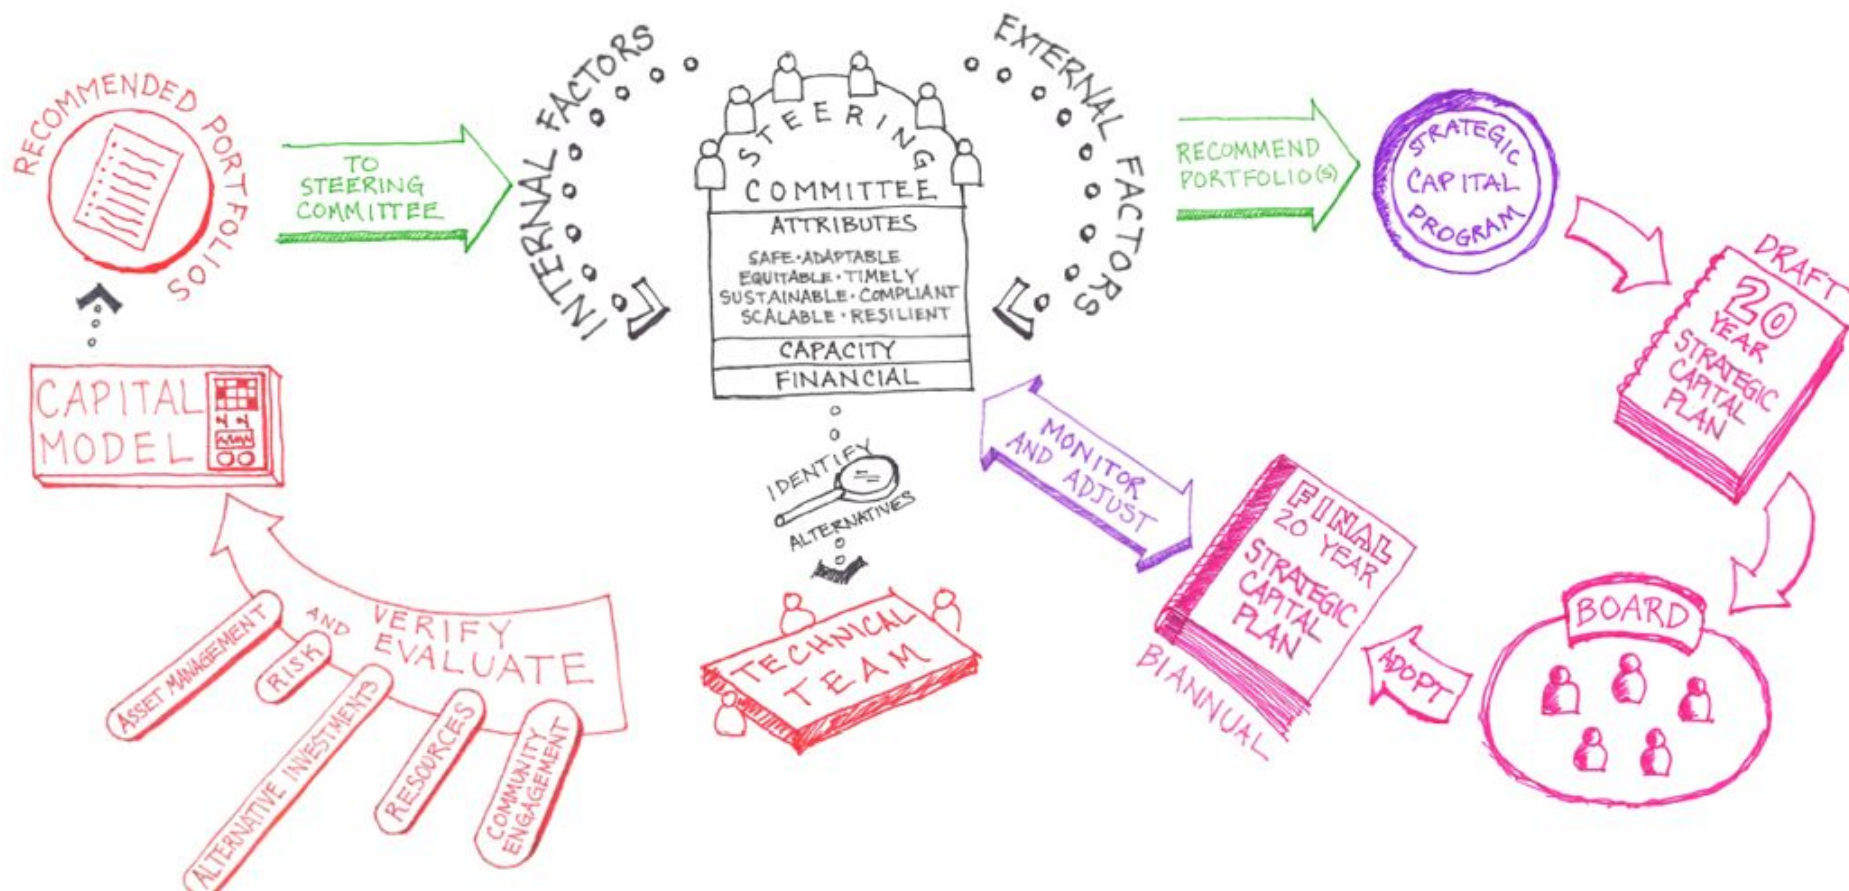 RECOMMENDED PORTFOLIOS
TO
STEERING
COMMITTEE
INTERNAL FACTORS
EXTERNAL FACTORS
STEERING
COMMITTEE
ATTRIBUTES
SAFE·ADAPTABLE
EQUITABLE·TIMELY
SUSTAINABLE·COMPLIANT
SCALABLE·RESILIENT
CAPACITY
FINANCIAL
RECOMMEND
PORTFOLIO(S)
STRATEGIC
CAPITAL
PROGRAM
DRAFT
20
YEAR
STRATEGIC
CAPITAL
PLAN
CAPITAL
MODEL
IDENTIFY
ALTERNATIVES
MONITOR
AND ADJUST
FINAL
20 YEAR
STRATEGIC
CAPITAL
PLAN
BIANNUAL
BOARD
ADOPT
VERIFY
AND EVALUATE
ASSET MANAGEMENT
RISK
ALTERNATIVE INVESTMENTS
RESOURCES
COMMUNITY
ENGAGEMENT
TECHNICAL
TEAM